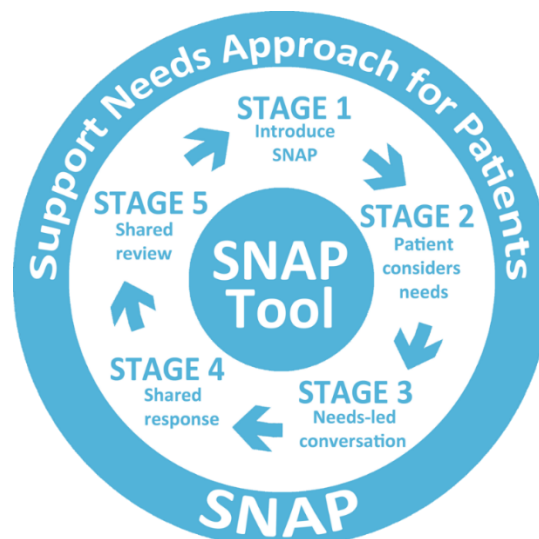 Support Needs Approach for Patients
STAGE 1
Introduce
SNAP
STAGE 2
Patient
considers
needs
STAGE 3
Needs-led
conversation
STAGE 4
Shared
response
STAGE 5
Shared
review
SNAP
Tool
SNAP